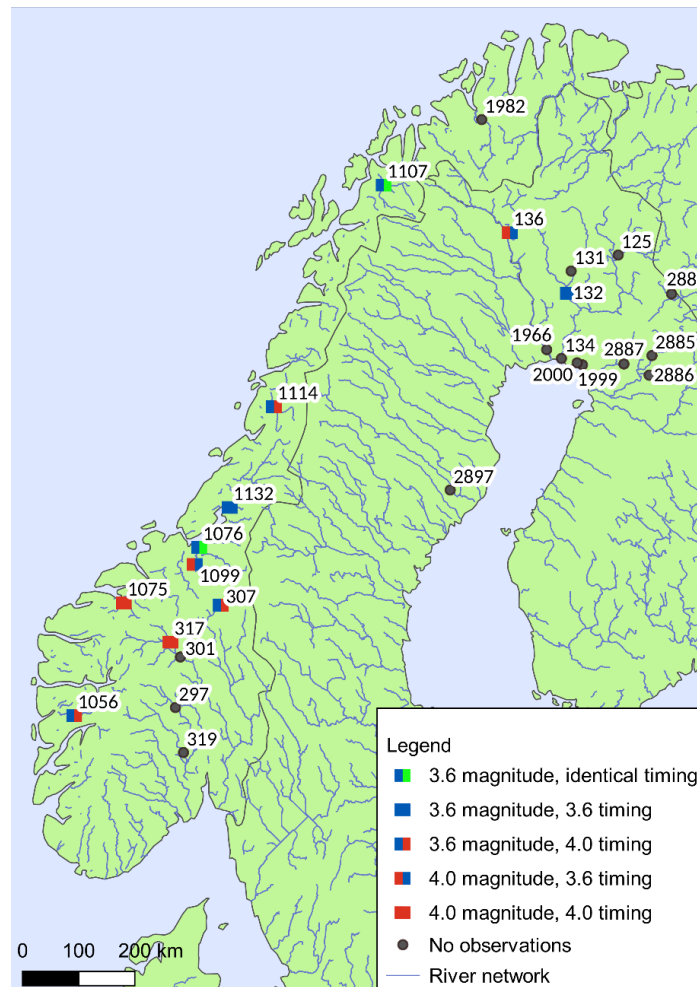 1982
1107
136
125
131
288
132
1966
134
2885
2887
2000
1999
2886
1114
2897
1132
1076
1099
1075
307
317
301
297
1056
319
Legend
3.6 magnitude, identical timing
3.6 magnitude, 3.6 timing
3.6 magnitude, 4.0 timing
4.0 magnitude, 3.6 timing
4.0 magnitude, 4.0 timing
No observations
River network
0 100 200 km